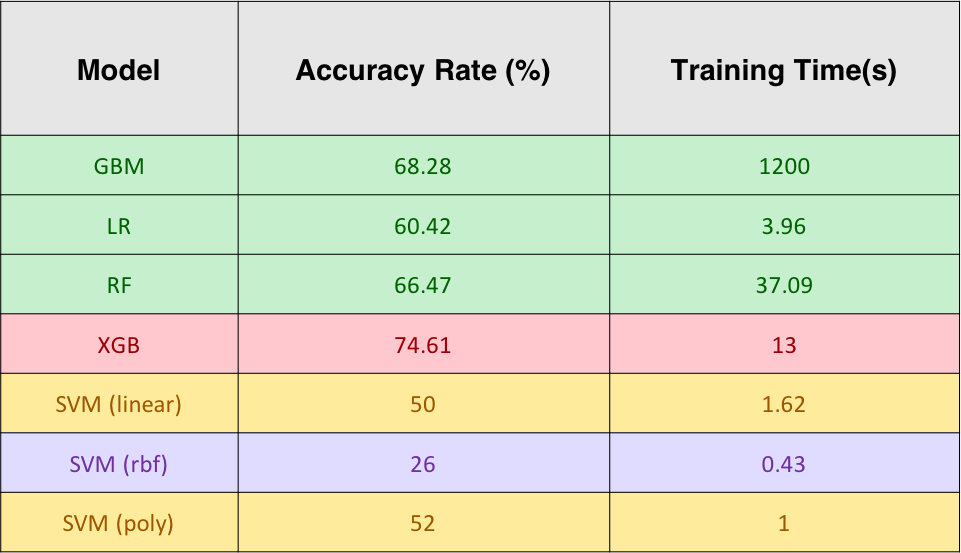 Model Accuracy Rate (%) Training Time(s)
GBM 68.28 1200
LR 60.42 3.96
RF 66.47 37.09
XGB 74.61 13
SVM (linear) 50 1.62
SVM (rbf) 26 0.43
SVM (poly) 52 1